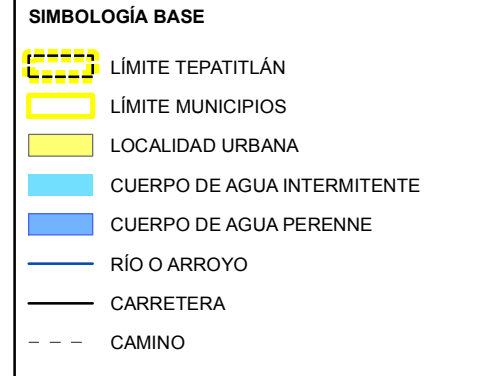 SIMBOLOGÍA BASE
LÍMITE TEPATITLÁN
LÍMITE MUNICIPIOS
LOCALIDAD URBANA
CUERPO DE AGUA INTERMITENTE
CUERPO DE AGUA PERENNE
RÍO O ARROYO
CARRETERA
CAMINO